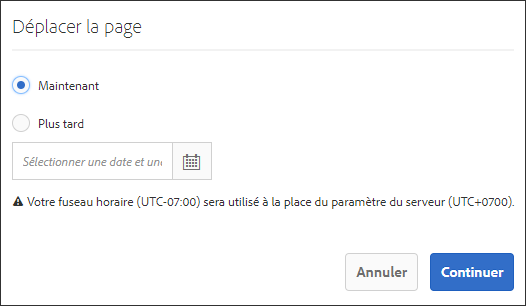 Déplacer la page
Maintenant
Plus tard
Sélectionner une date et un
Votre fuseau horaire (UTC-07:00) sera utilisé à la place du paramètre du serveur (UTC+0700).
Annuler Continuer